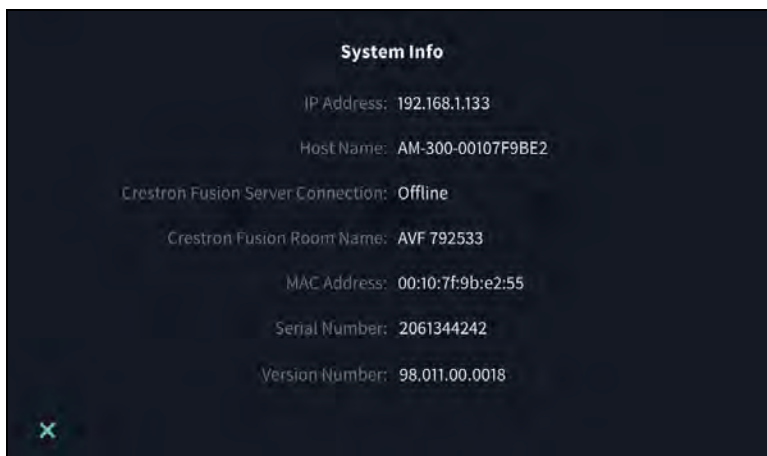 System Info
IP Address: 192.168.1.133
Host Name: AM-300-00107F9BE2
Crestron Fusion Server Connection: Offline
Crestron Fusion Room Name: AVF 792533
MAC Address: 00:10:7f:9b:e2:55
Serial Number: 2061344242
Version Number: 98.011.00.0018